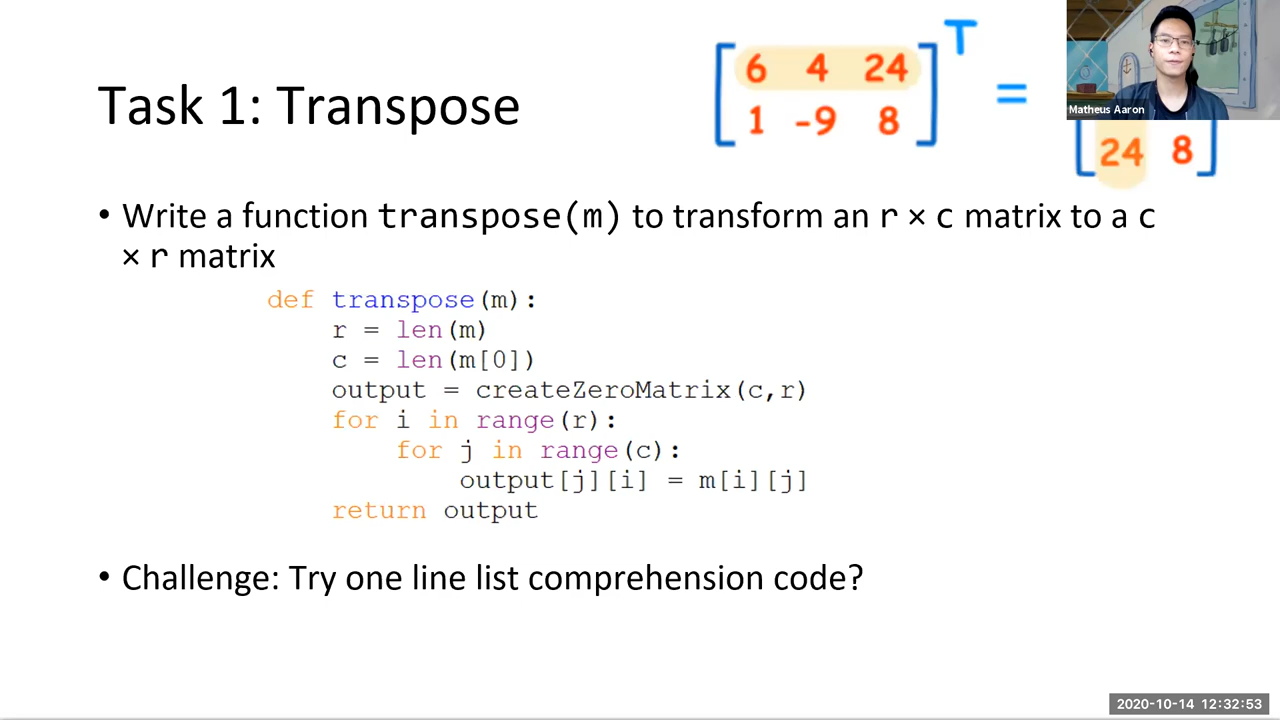 Task 1: Transpose
6 4 24
1 -9 8
T
=
24 8
Matheus Aaron
• Write a function transpose(m) to transform an r × c matrix to a c
× r matrix
def transpose(m):
    r = len(m)
    c = len(m[0])
    output = createZeroMatrix(c,r)
    for i in range(r):
        for j in range(c):
            output[j][i] = m[i][j]
    return output
• Challenge: Try one line list comprehension code?
2020-10-14 12:32:53